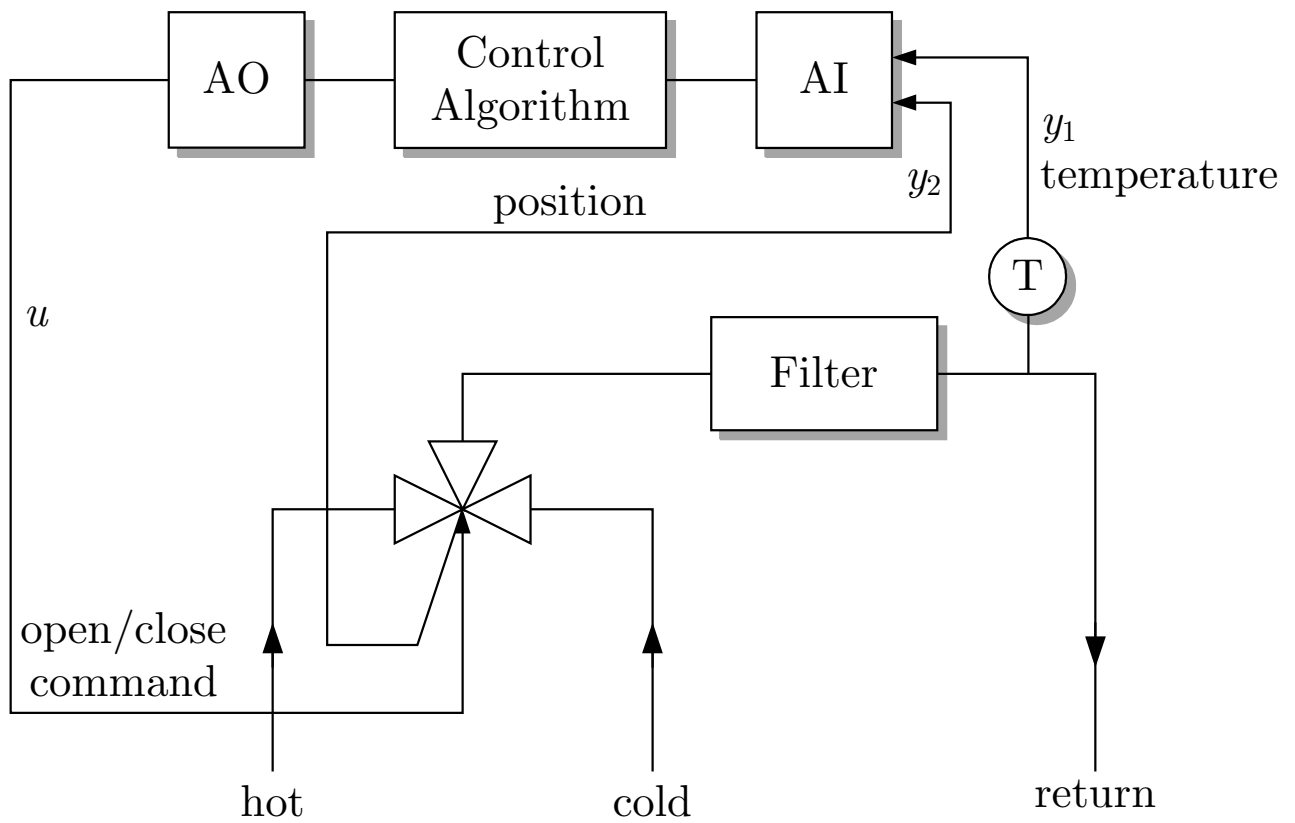 AO
Control
Algorithm
AI
y₁
temperature
y₂
position
T
u
Filter
open/close
command
hot
cold
return